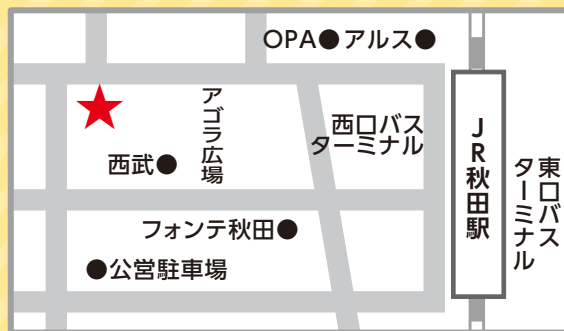 OPA●アルス●
アゴラ広場
西口バス
ターミナル
西武●
JR秋田駅
東口バス
ターミナル
フォンテ秋田●
●公営駐車場